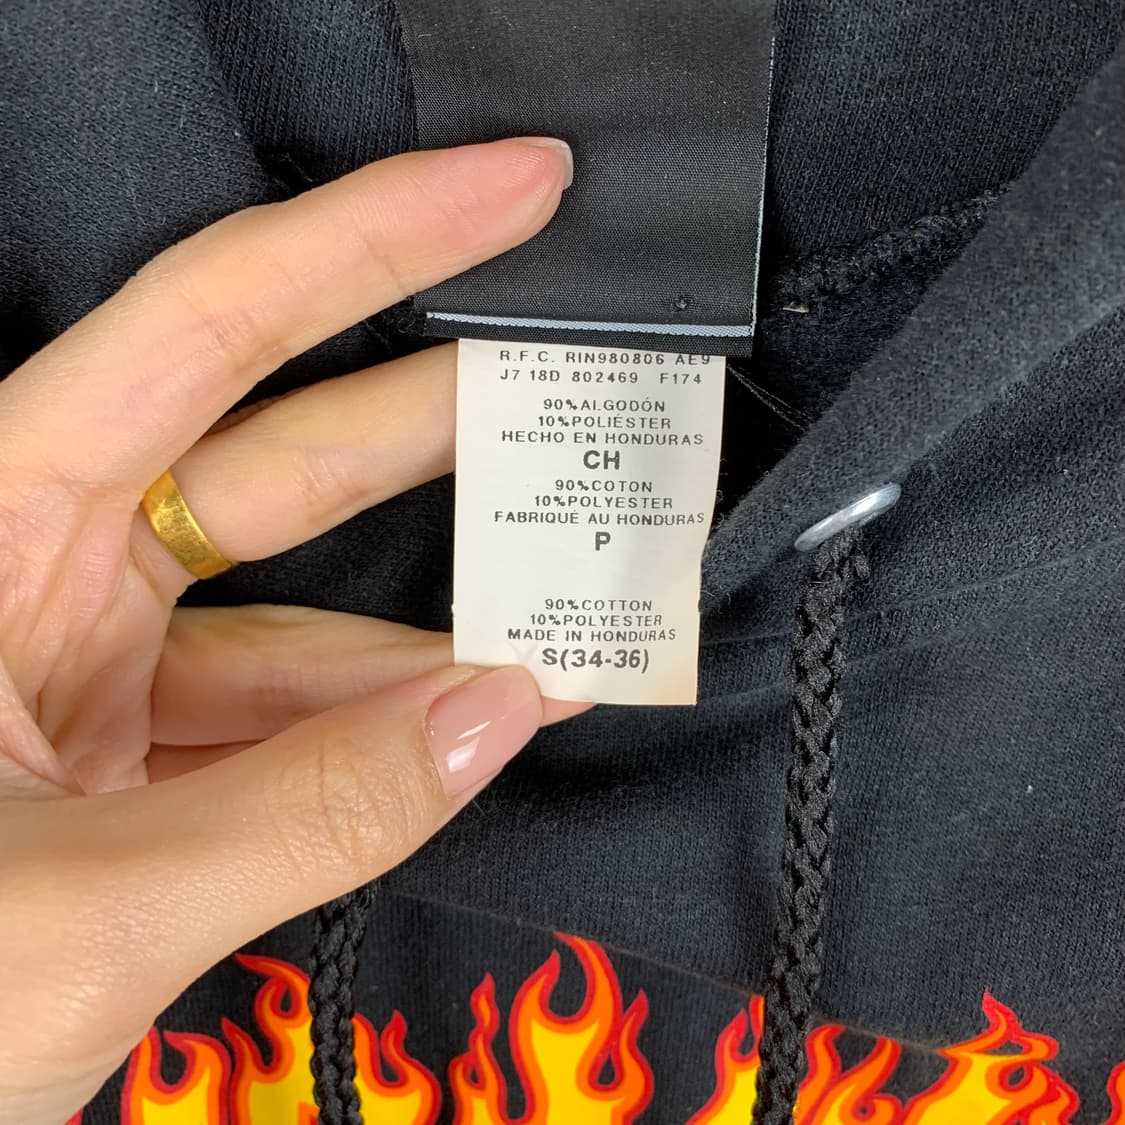 R.F.C. RIN980806 AE9
J7 18D 802469 F174
90%ALGODÓN
10%POLIÉSTER
HECHO EN HONDURAS
CH
90%COTON
10%POLYESTER
FABRIQUÉ AU HONDURAS
P
90%COTTON
10%POLYESTER
MADE IN HONDURAS
S(34-36)